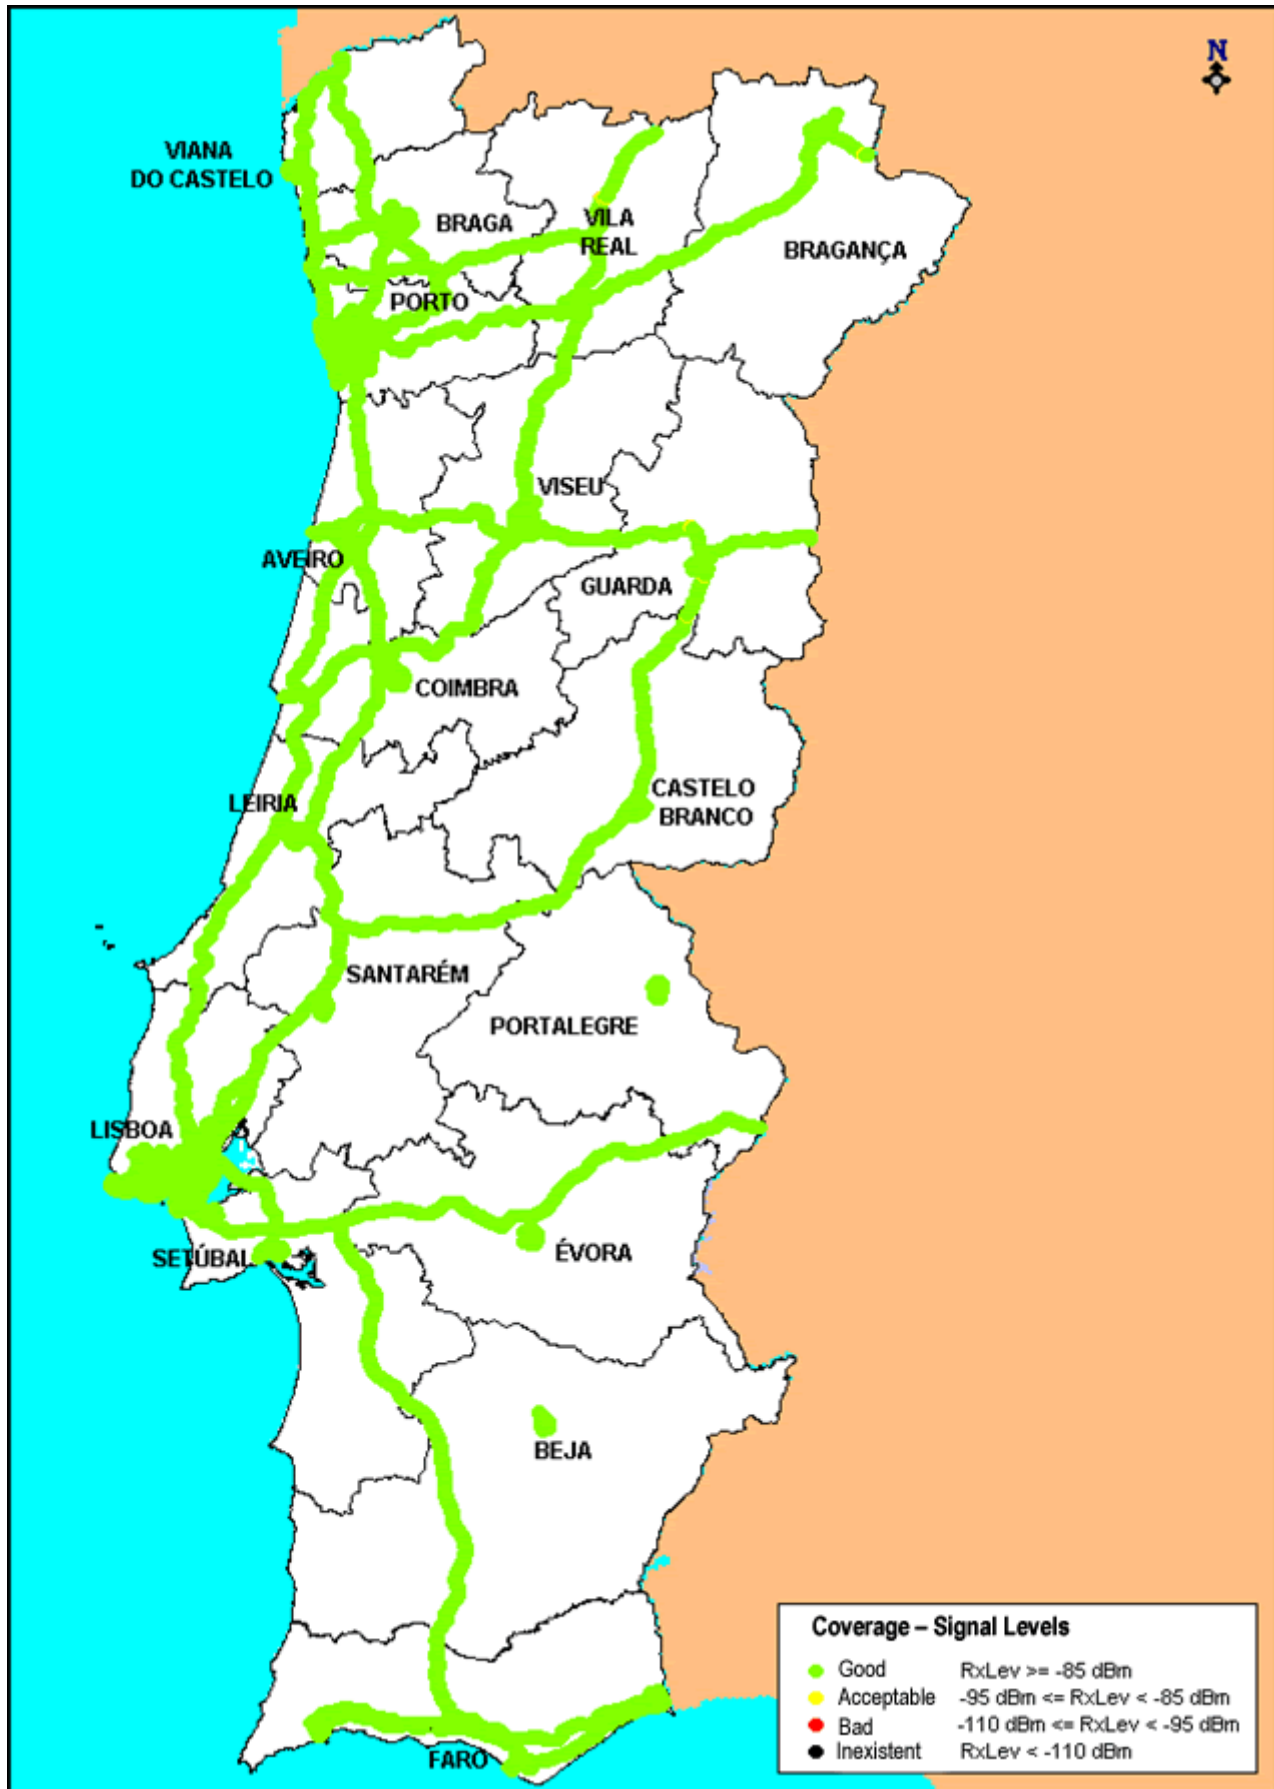 N
VIANA
DO CASTELO
BRAGA
VILA
REAL
BRAGANÇA
PORTO
VISEU
AVEIRO
GUARDA
COIMBRA
CASTELO
BRANCO
LEIRIA
SANTARÉM
PORTALEGRE
LISBOA
ÉVORA
SETÚBAL
BEJA
FARO
Coverage – Signal Levels
Good RxLev >= -85 dBm
Acceptable -95 dBm <= RxLev < -85 dBm
Bad -110 dBm <= RxLev < -95 dBm
Inexistent RxLev < -110 dBm